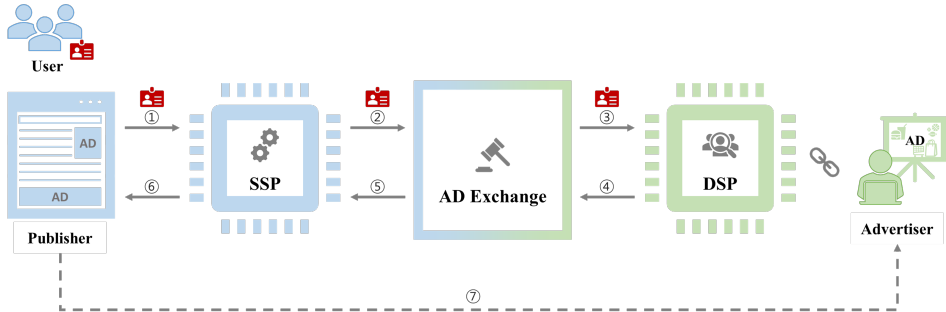 User
① ② ③
AD
SSP
AD Exchange
DSP
AD
⑥ ⑤ ④
AD
Publisher
Advertiser
⑦